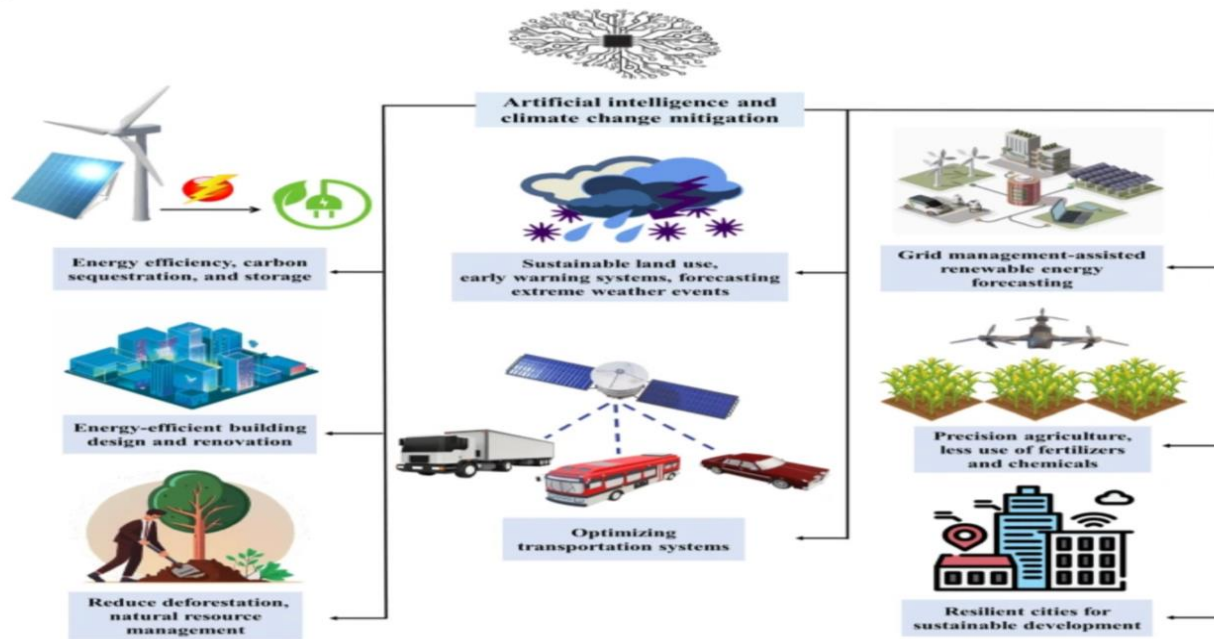 Artificial intelligence and
climate change mitigation
Energy efficiency, carbon
sequestration, and storage
Sustainable land use,
early warning systems, forecasting
extreme weather events
Grid management-assisted
renewable energy
forecasting
Energy-efficient building
design and renovation
Precision agriculture,
less use of fertilizers
and chemicals
Optimizing
transportation systems
Reduce deforestation,
natural resource
management
Resilient cities for
sustainable development